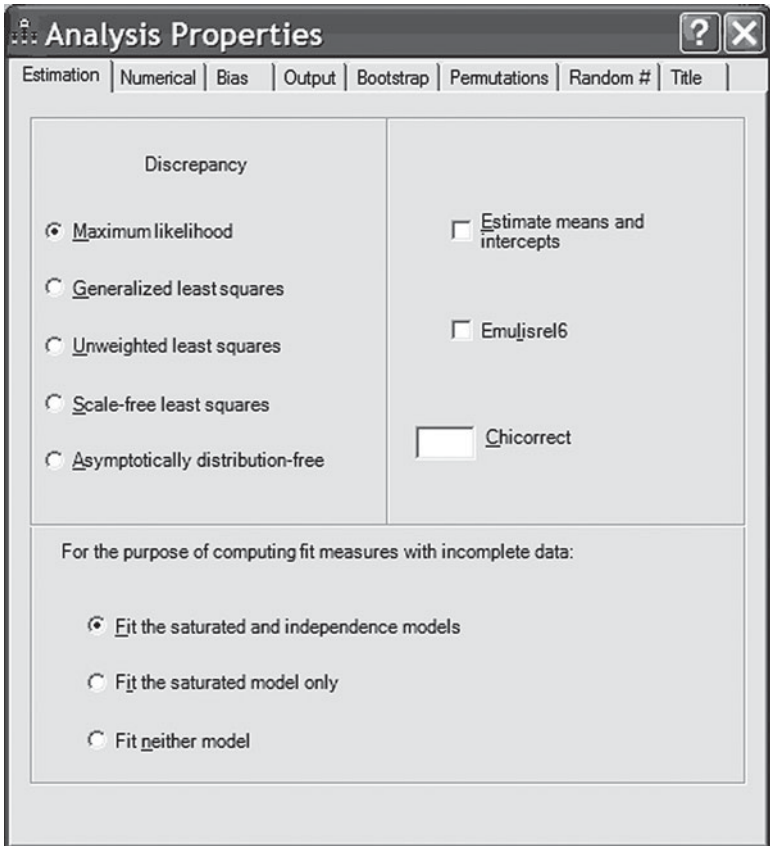 Analysis Properties
Estimation Numerical Bias Output Bootstrap Permutations Random # Title
Discrepancy
Maximum likelihood
Generalized least squares
Unweighted least squares
Scale-free least squares
Asymptotically distribution-free
Estimate means and
intercepts
Emulisrel6
Chicorrect
For the purpose of computing fit measures with incomplete data:
Fit the saturated and independence models
Fit the saturated model only
Fit neither model